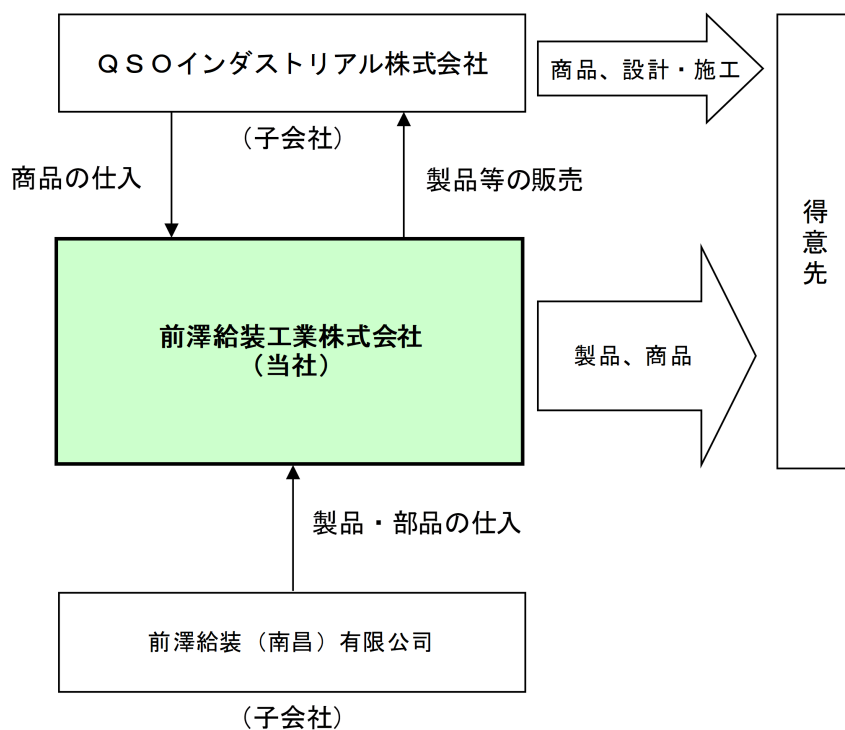 ＱＳＯインダストリアル株式会社
商品、設計・施工
（子会社）
商品の仕入
製品等の販売
得意先
前澤給装工業株式会社
（当社）
製品、商品
製品・部品の仕入
前澤給装（南昌）有限公司
（子会社）